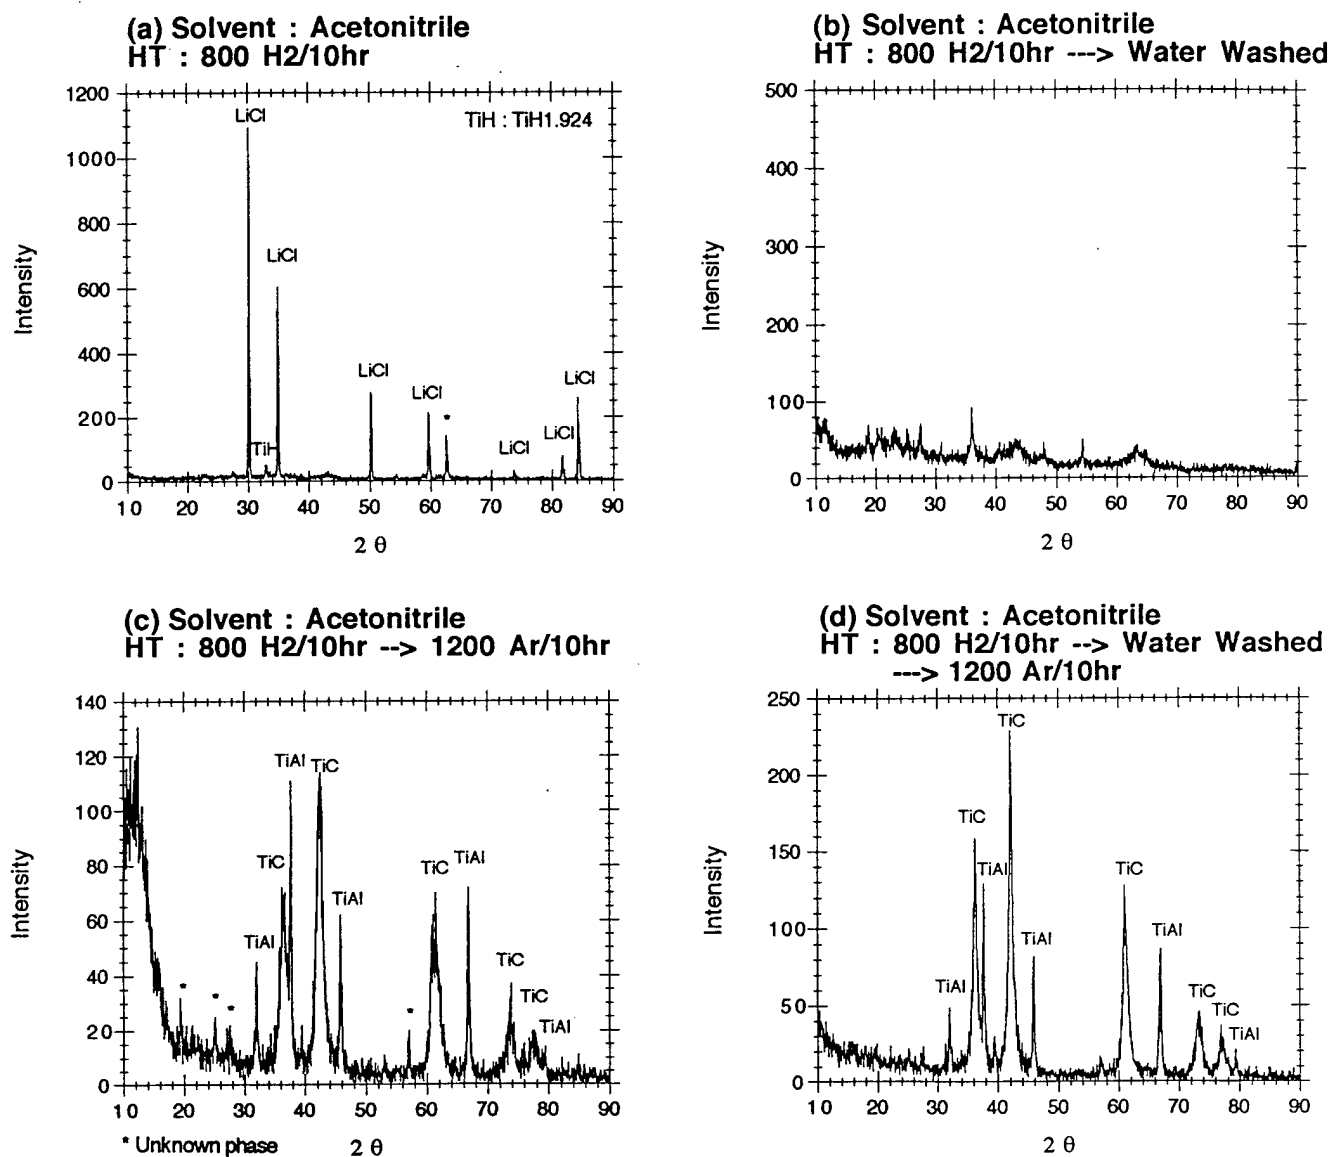 (a) Solvent : Acetonitrile
HT : 800 H2/10hr
1200
1000
800
600
400
200
0
Intensity
LiCl
TiH : TiH1.924
LiCl
TiH
LiCl
LiCl
*
LiCl
LiCl
LiCl
10 20 30 40 50 60 70 80 90
2 θ
(b) Solvent : Acetonitrile
HT : 800 H2/10hr ---> Water Washed
500
400
300
200
100
0
Intensity
10 20 30 40 50 60 70 80 90
2 θ
(c) Solvent : Acetonitrile
HT : 800 H2/10hr --> 1200 Ar/10hr
140
120
100
80
60
40
20
0
Intensity
*
*
*
TiAl
TiC
TiAl
TiC
TiAl
*
TiC
TiAl
TiC
TiC
TiAl
10 20 30 40 50 60 70 80 90
* Unknown phase
2 θ
(d) Solvent : Acetonitrile
HT : 800 H2/10hr --> Water Washed
---> 1200 Ar/10hr
250
200
150
100
50
0
Intensity
TiAl
TiC
TiAl
TiC
TiAl
TiC
TiAl
TiC
TiC
TiAl
10 20 30 40 50 60 70 80 90
2 θ